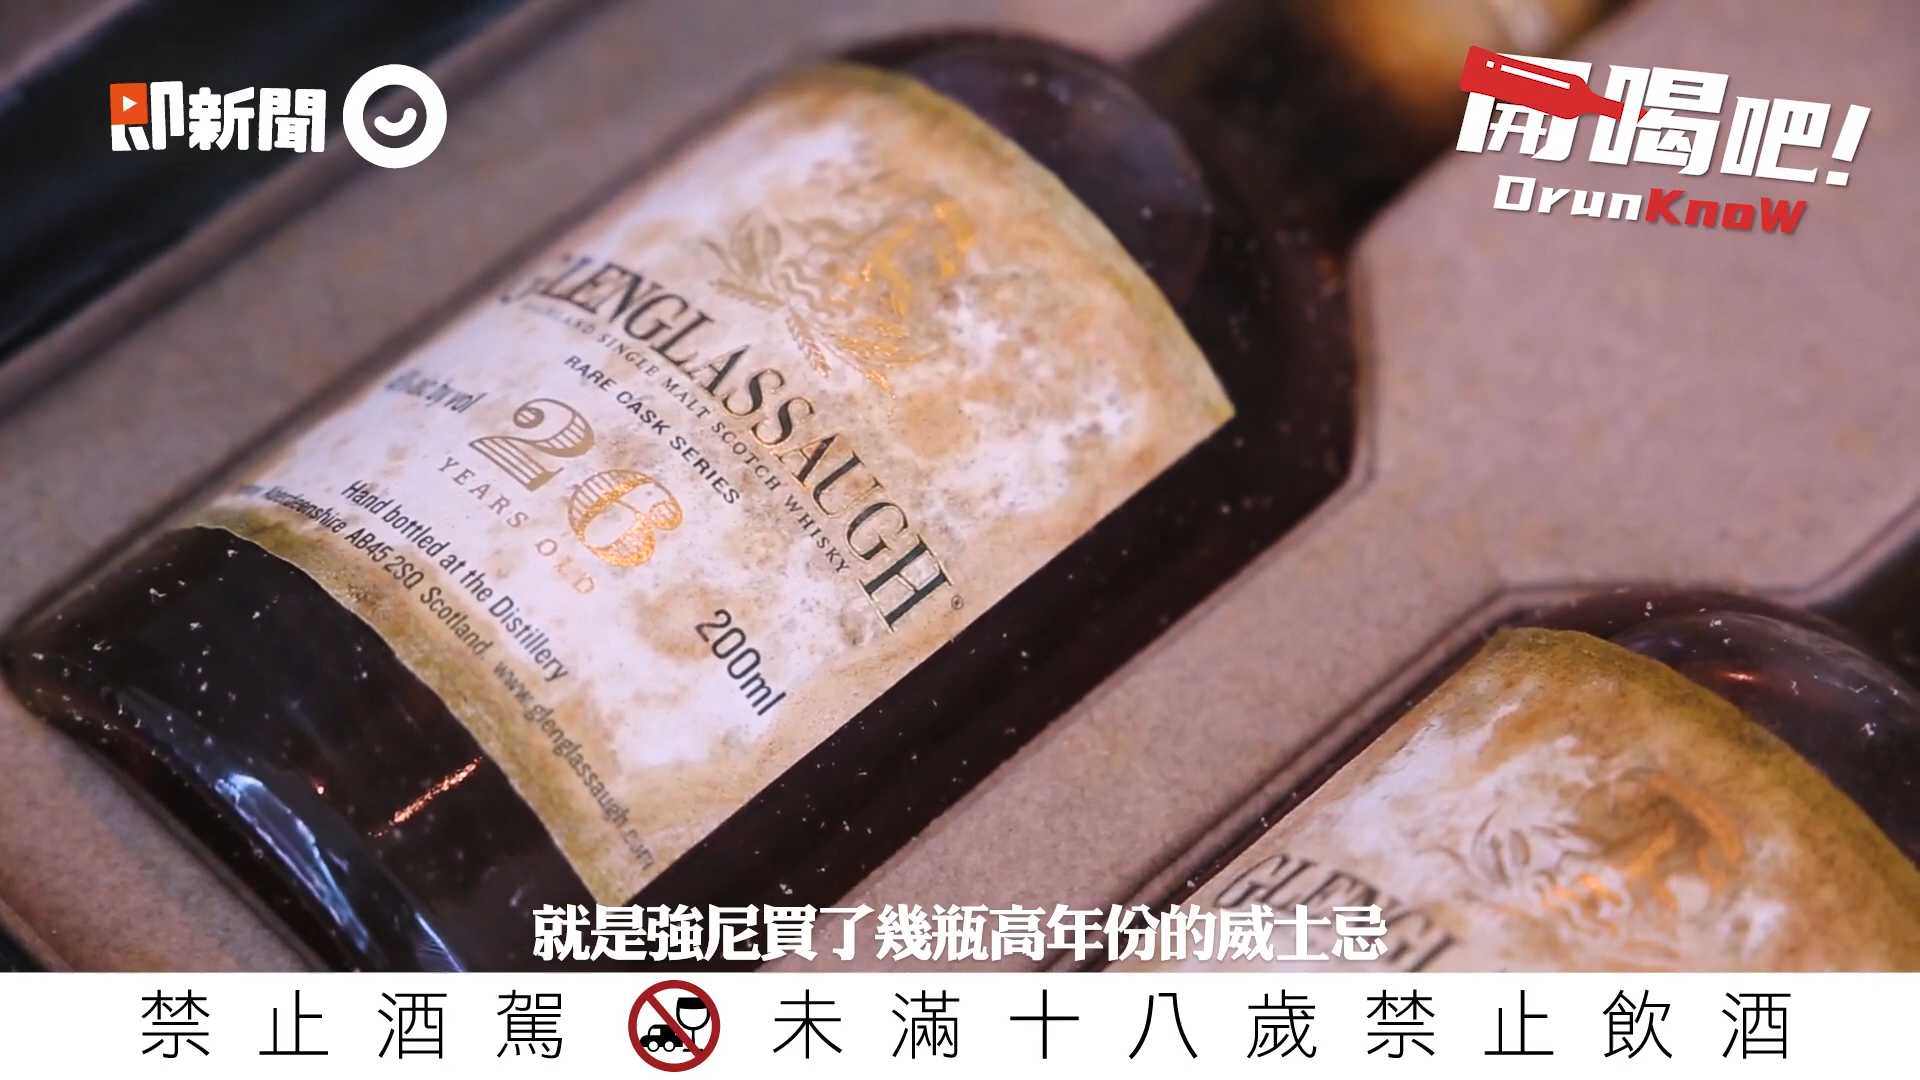 即新聞
開喝吧!
DrunKnoW
GLENGLASSAUGH®
HIGHLAND SINGLE MALT SCOTCH WHISKY
RARE CASK SERIES
by vol
26
YEARS OLD
200ml
Hand bottled at the Distillery
Aberdeenshire AB45 2SQ Scotland. www.glenglassaugh.com
GLENGL
就是強尼買了幾瓶高年份的威士忌
禁止酒駕 未滿十八歲禁止飲酒